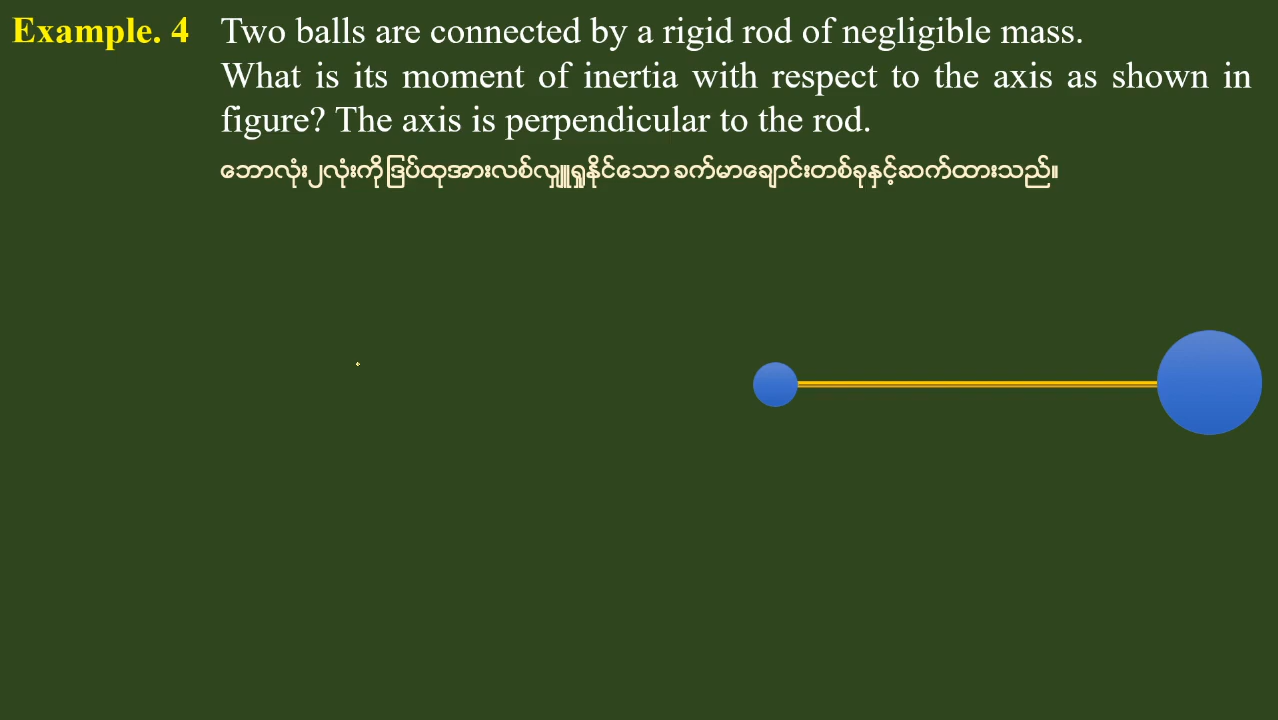 Example. 4 Two balls are connected by a rigid rod of negligible mass.
What is its moment of inertia with respect to the axis as shown in
figure? The axis is perpendicular to the rod.
ဘောလုံး၂လုံးကိုဒြပ်ထုအားလစ်လျှူရှုနိုင်သော ခက်မာချောင်းတစ်ခုနှင့်ဆက်ထားသည်။